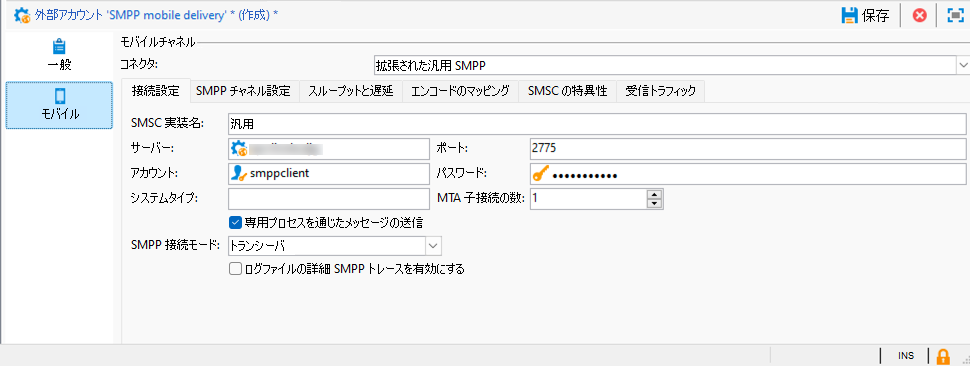 外部アカウント 'SMPP mobile delivery' * (作成) *
保存
一般
モバイル
モバイルチャネル
コネクタ: 拡張された汎用 SMPP
接続設定 SMPP チャネル設定 スループットと遅延 エンコードのマッピング SMSC の特異性 受信トラフィック
SMSC 実装名: 汎用
サーバー: ポート: 2775
アカウント: smppclient パスワード: •••••••••••
システムタイプ: MTA 子接続の数: 1
専用プロセスを通じたメッセージの送信
SMPP 接続モード: トランシーバ
ログファイルの詳細 SMPP トレースを有効にする
INS